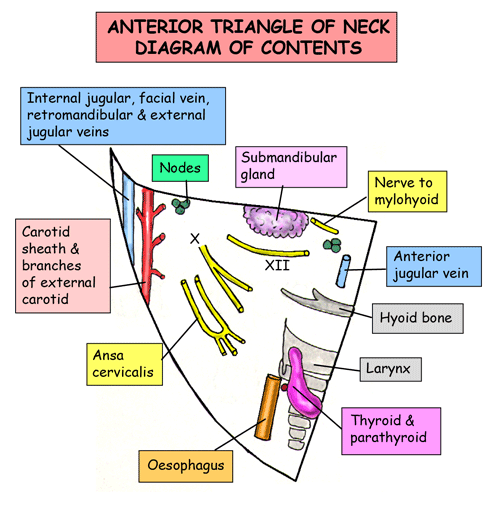 ANTERIOR TRIANGLE OF NECK
DIAGRAM OF CONTENTS
Internal jugular, facial vein,
retromandibular & external
jugular veins
Nodes
Submandibular
gland
Nerve to
mylohyoid
X
XII
Carotid
sheath &
branches
of external
carotid
Anterior
jugular vein
Hyoid bone
Ansa
cervicalis
Larynx
Thyroid &
parathyroid
Oesophagus